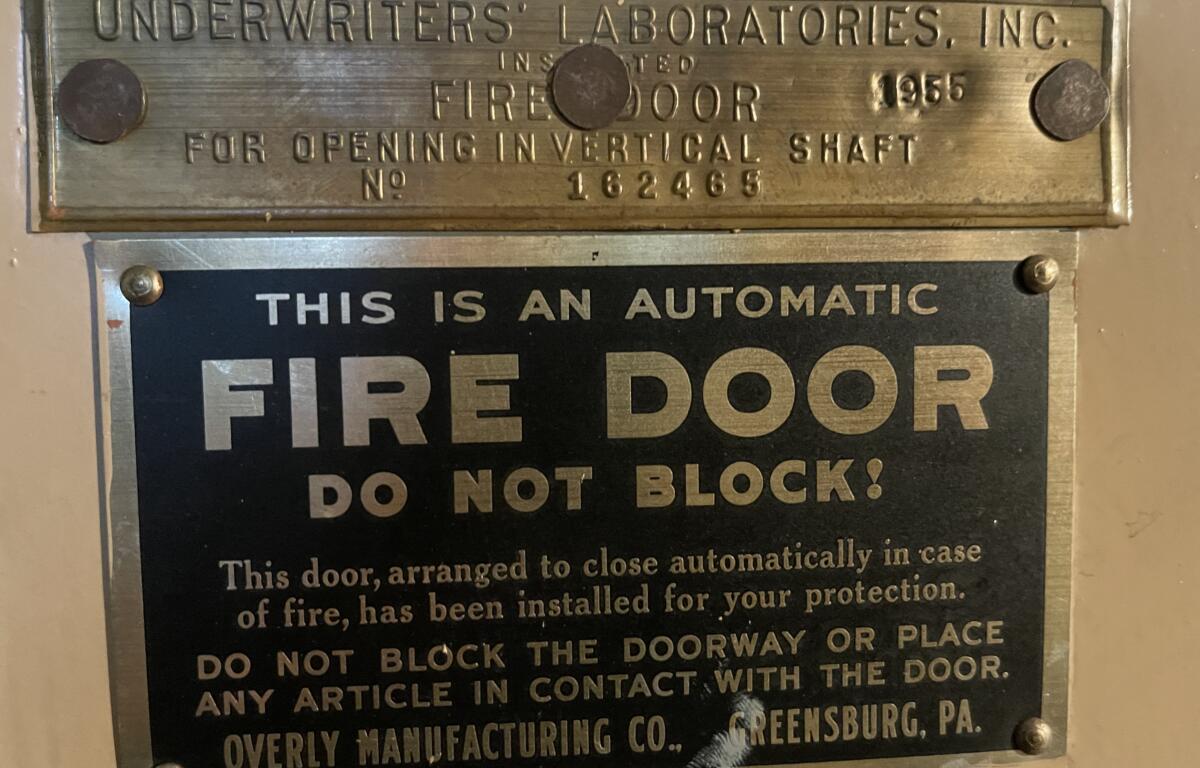 UNDERWRITERS' LABORATORIES, INC.
FIRE DOOR 1955
FOR OPENING IN VERTICAL SHAFT
Nº 162465
THIS IS AN AUTOMATIC
FIRE DOOR
DO NOT BLOCK!
This door, arranged to close automatically in case
of fire, has been installed for your protection.
DO NOT BLOCK THE DOORWAY OR PLACE
ANY ARTICLE IN CONTACT WITH THE DOOR.
OVERLY MANUFACTURING CO., GREENSBURG, PA.